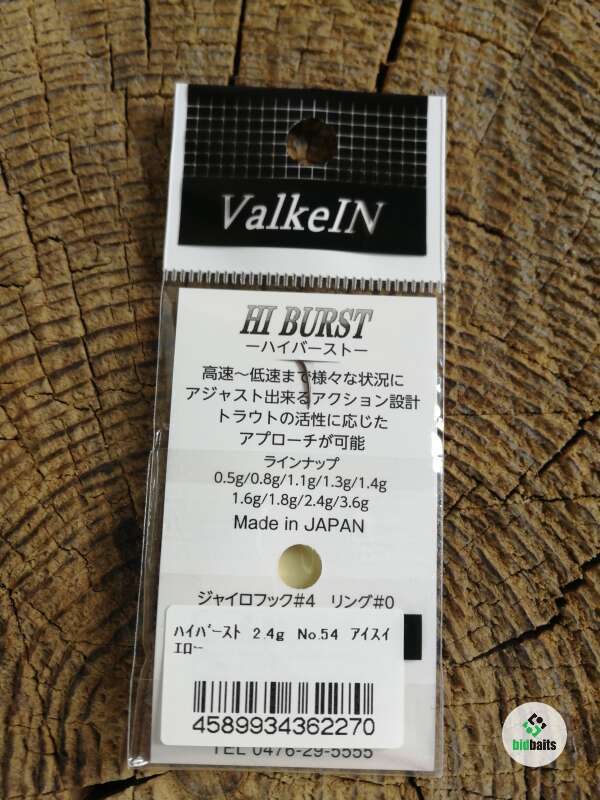 ValkeIN
HI BURST
ーハイバーストー
高速～低速まで様々な状況に
アジャスト出来るアクション設計
トラウトの活性に応じた
アプローチが可能
ラインナップ
0.5g/0.8g/1.1g/1.3g/1.4g
1.6g/1.8g/2.4g/3.6g
Made in JAPAN
ジャイロフック#4 リング#0
ﾊｲﾊﾞｰｽﾄ 2.4g No.54 アイスイ
エロー
4589934362270
TEL 0476-29-5555
bidbaits